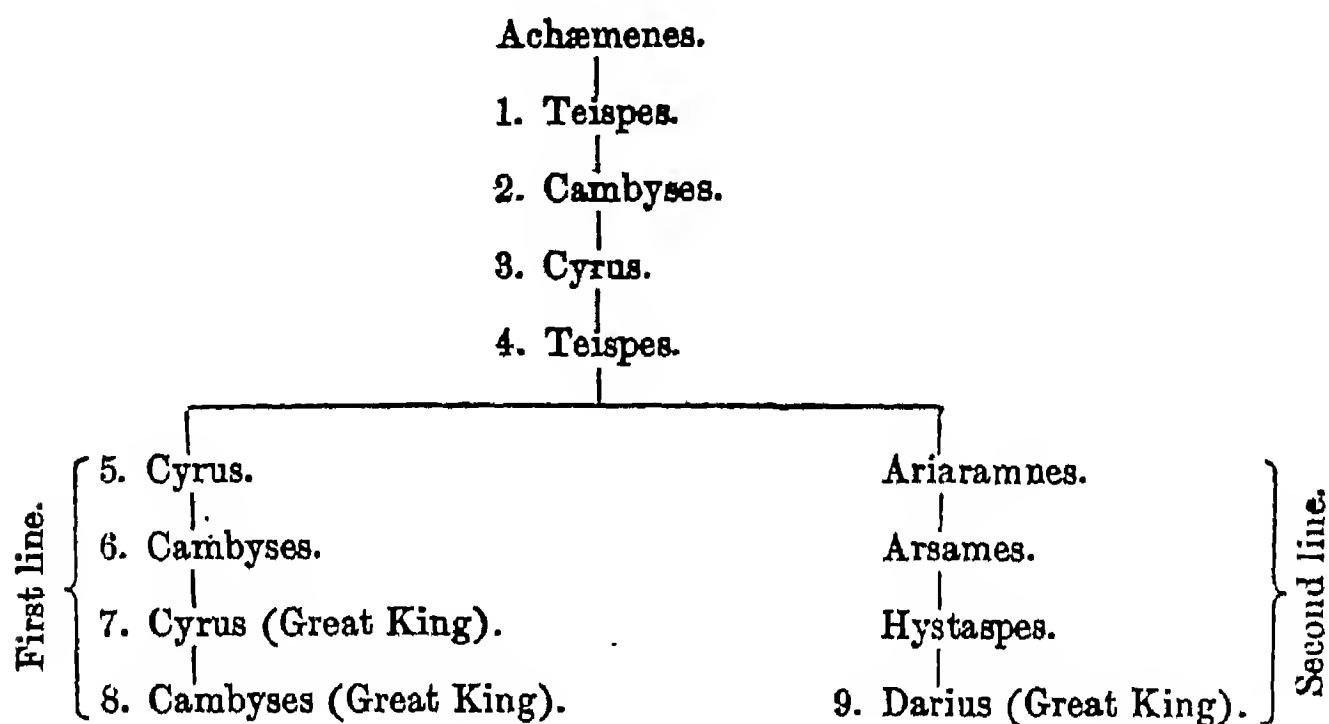 Achæmenes.
1. Teispes.
2. Cambyses.
3. Cyrus.
4. Teispes.
First line.
5. Cyrus.
6. Cambyses.
7. Cyrus (Great King).
8. Cambyses (Great King).
Ariaramnes.
Arsames.
Hystaspes.
9. Darius (Great King).
Second line.